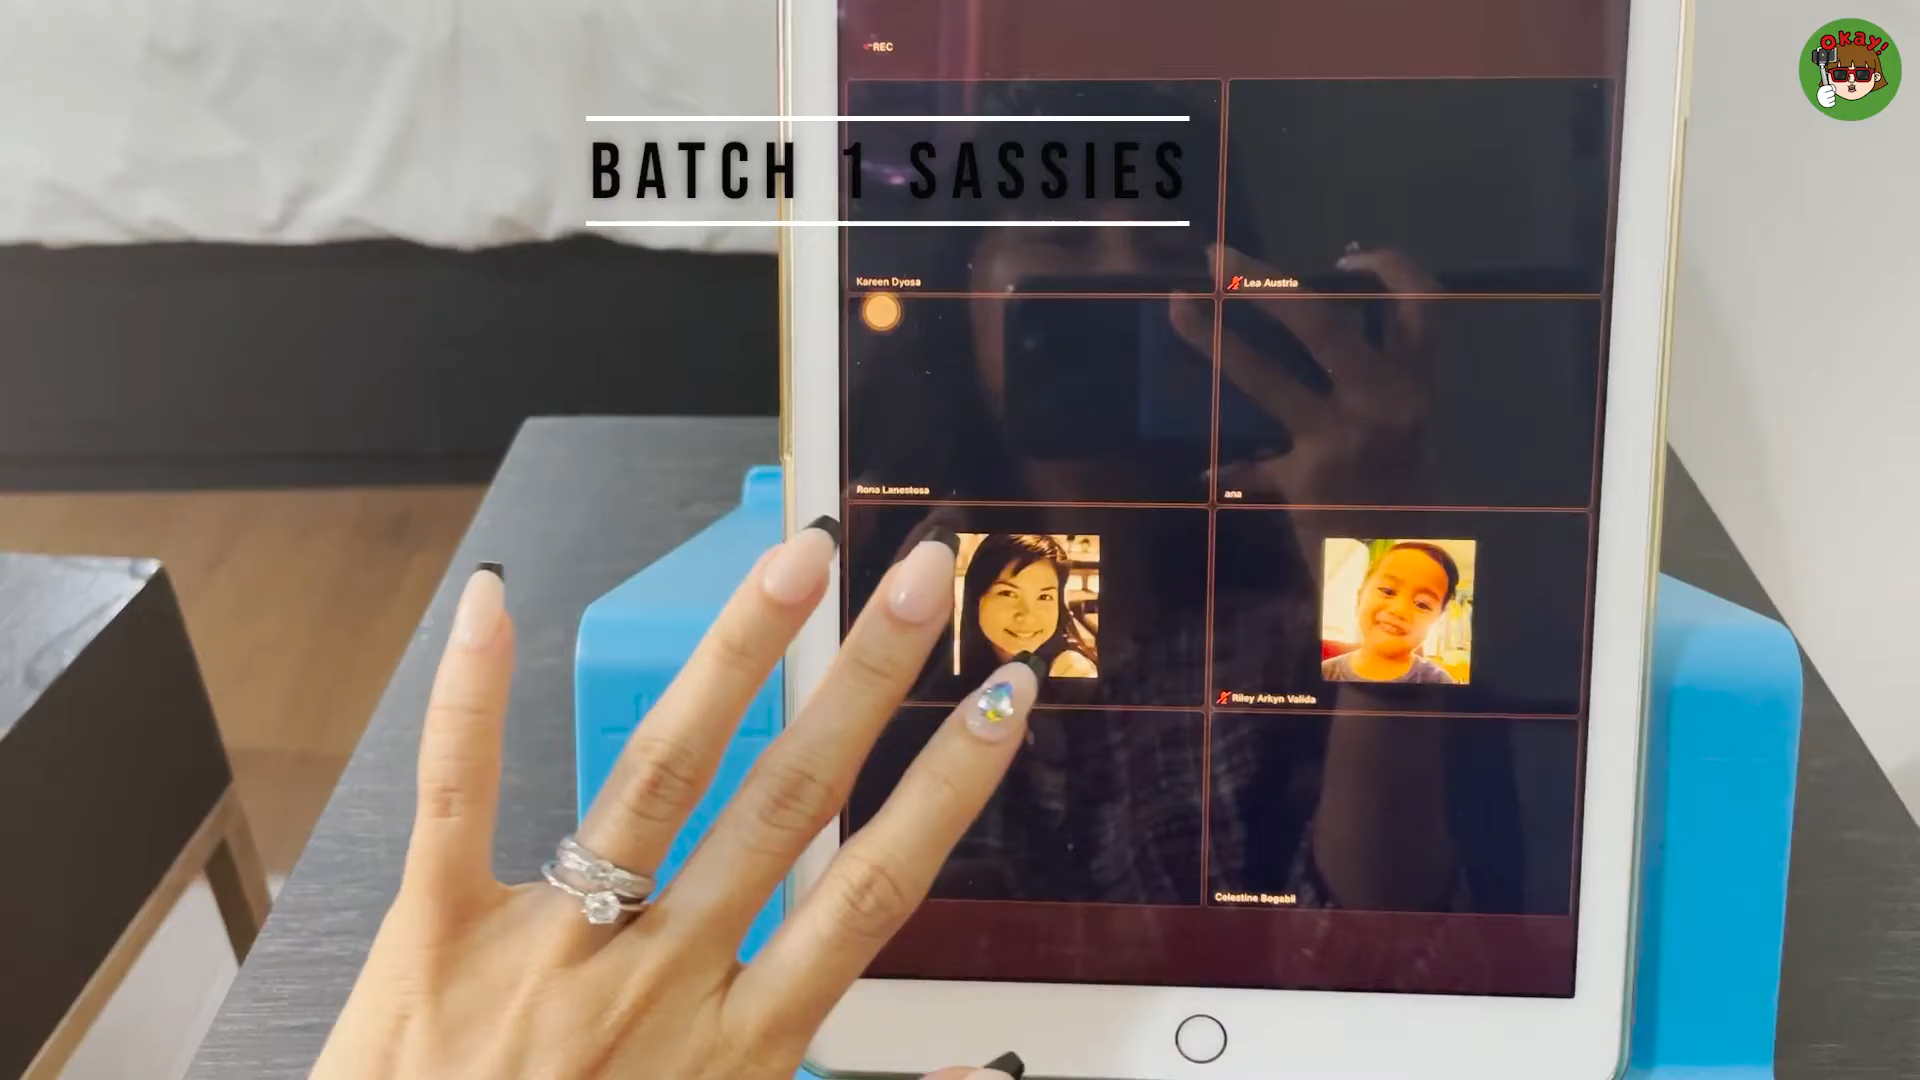 Okay!
REC
BATCH 1 SASSIES
Kareen Dyosa
Lea Austria
Rona Lanestosa
ana
Riley Arkyn Valida
Celestine Bogabil